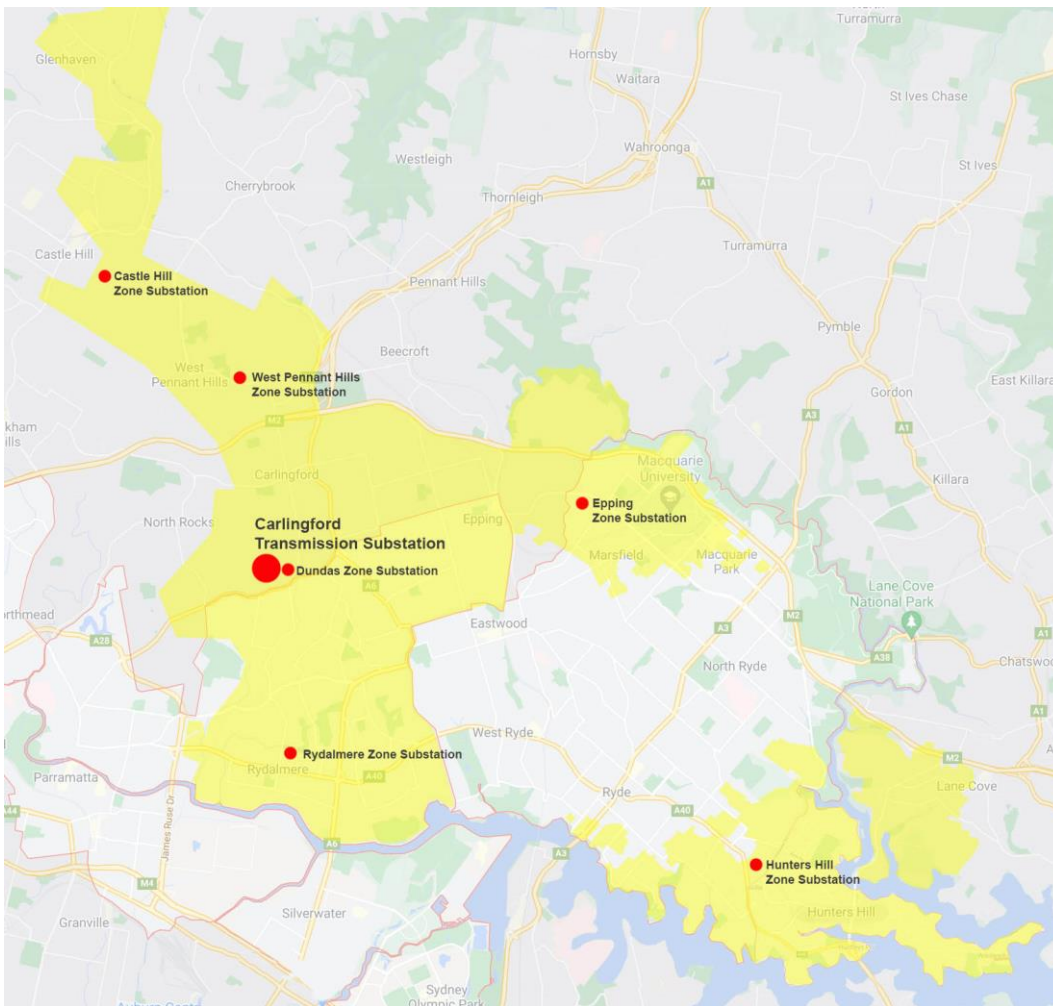 Turramurra
Glenhaven
Hornsby
Waitara
St Ives Chase
Wahroonga
Westleigh
St Ives
Cherrybrook
A1
Thornleigh
Castle Hill
Turramurra
Castle Hill
Zone Substation
Pennant Hills
Pymble
Beecroft
West
Pennant Hills
West Pennant Hills
Zone Substation
East Killara
Gordon
A3
M2
A1
Killara
Macquarie
University
Carlingford
Epping
Zone Substation
North Rocks
Epping
Carlingford
Transmission Substation
Marsfield
Macquarie
Park
Dundas Zone Substation
A6
Lane Cove
National Park
M2
Eastwood
A3
A28
A38
A1
North Ryde
Chatswo
A1
West Ryde
Rydalmere Zone Substation
Rydalmere
A40
Parramatta
M2
Lane Cove
Ryde
A40
A44
James Ruse Dr
A6
A3
Hunters Hill
Zone Substation
M4
Silverwater
Granville
Hunters Hill
Sydney
Olympic Park